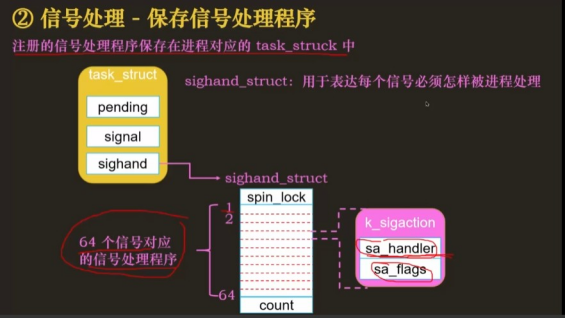 ② 信号处理 - 保存信号处理程序
注册的信号处理程序保存在进程对应的 task_struck 中
task_struct
sighand_struct：用于表达每个信号必须怎样被进程处理
pending
signal
sighand
sighand_struct
spin_lock
1
2
k_sigaction
sa_handler
sa_flags
64 个信号对应
的信号处理程序
64
count